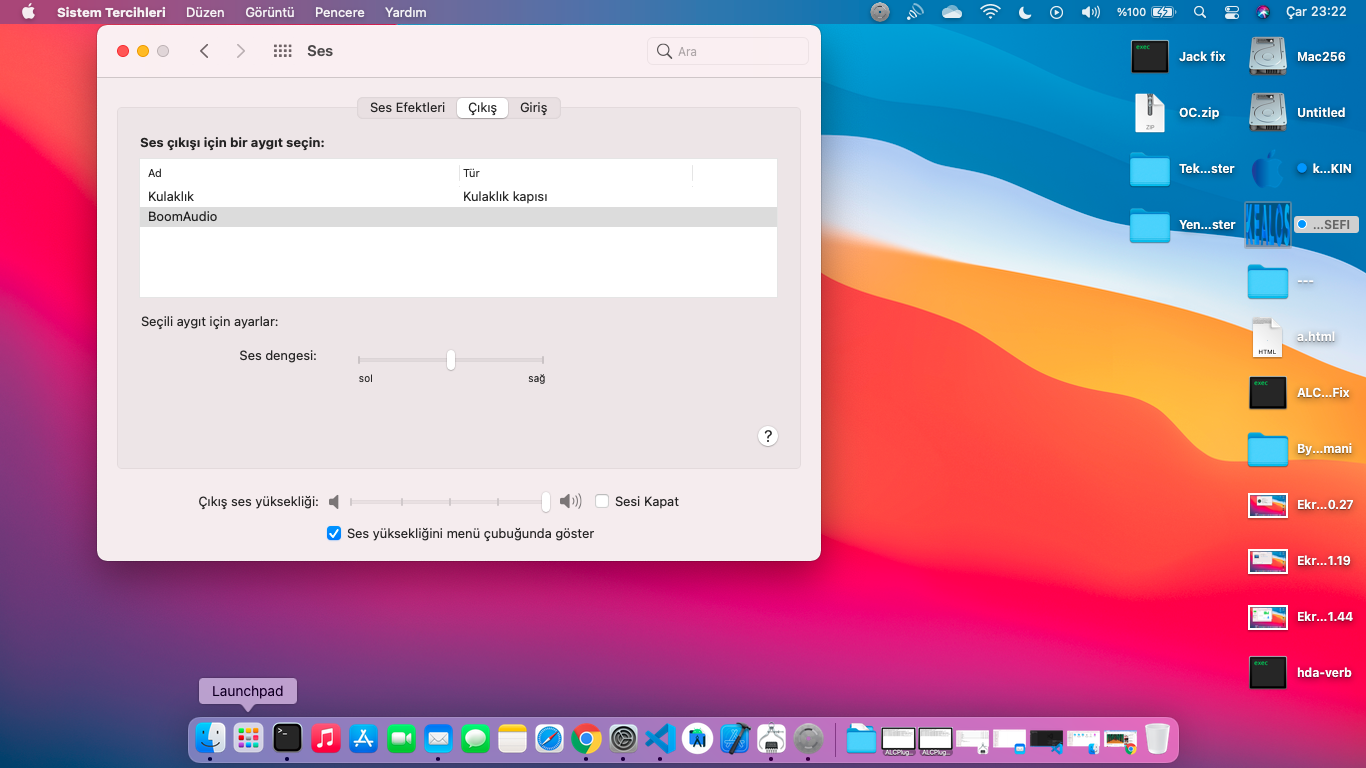 Sistem Tercihleri Düzen Görüntü Pencere Yardım %100 Çar 23:22
Ses Ara
Ses Efektleri Çıkış Giriş
Ses çıkışı için bir aygıt seçin:
Ad Tür
Kulaklık Kulaklık kapısı
BoomAudio
Seçili aygıt için ayarlar:
Ses dengesi:
sol sağ
?
Çıkış ses yüksekliği: Sesi Kapat
Ses yüksekliğini menü çubuğunda göster
exec Jack fix Mac256
ZIP OC.zip Untitled
Tek...ster k...KIN
Yen...ster KEALOS ...SEFI
---
HTML a.html
exec ALC...Fix
By...mani
Ekr...0.27
Ekr...1.19
Ekr...1.44
exec hda-verb
Launchpad
>_
ALCPlug... ALCPlug...